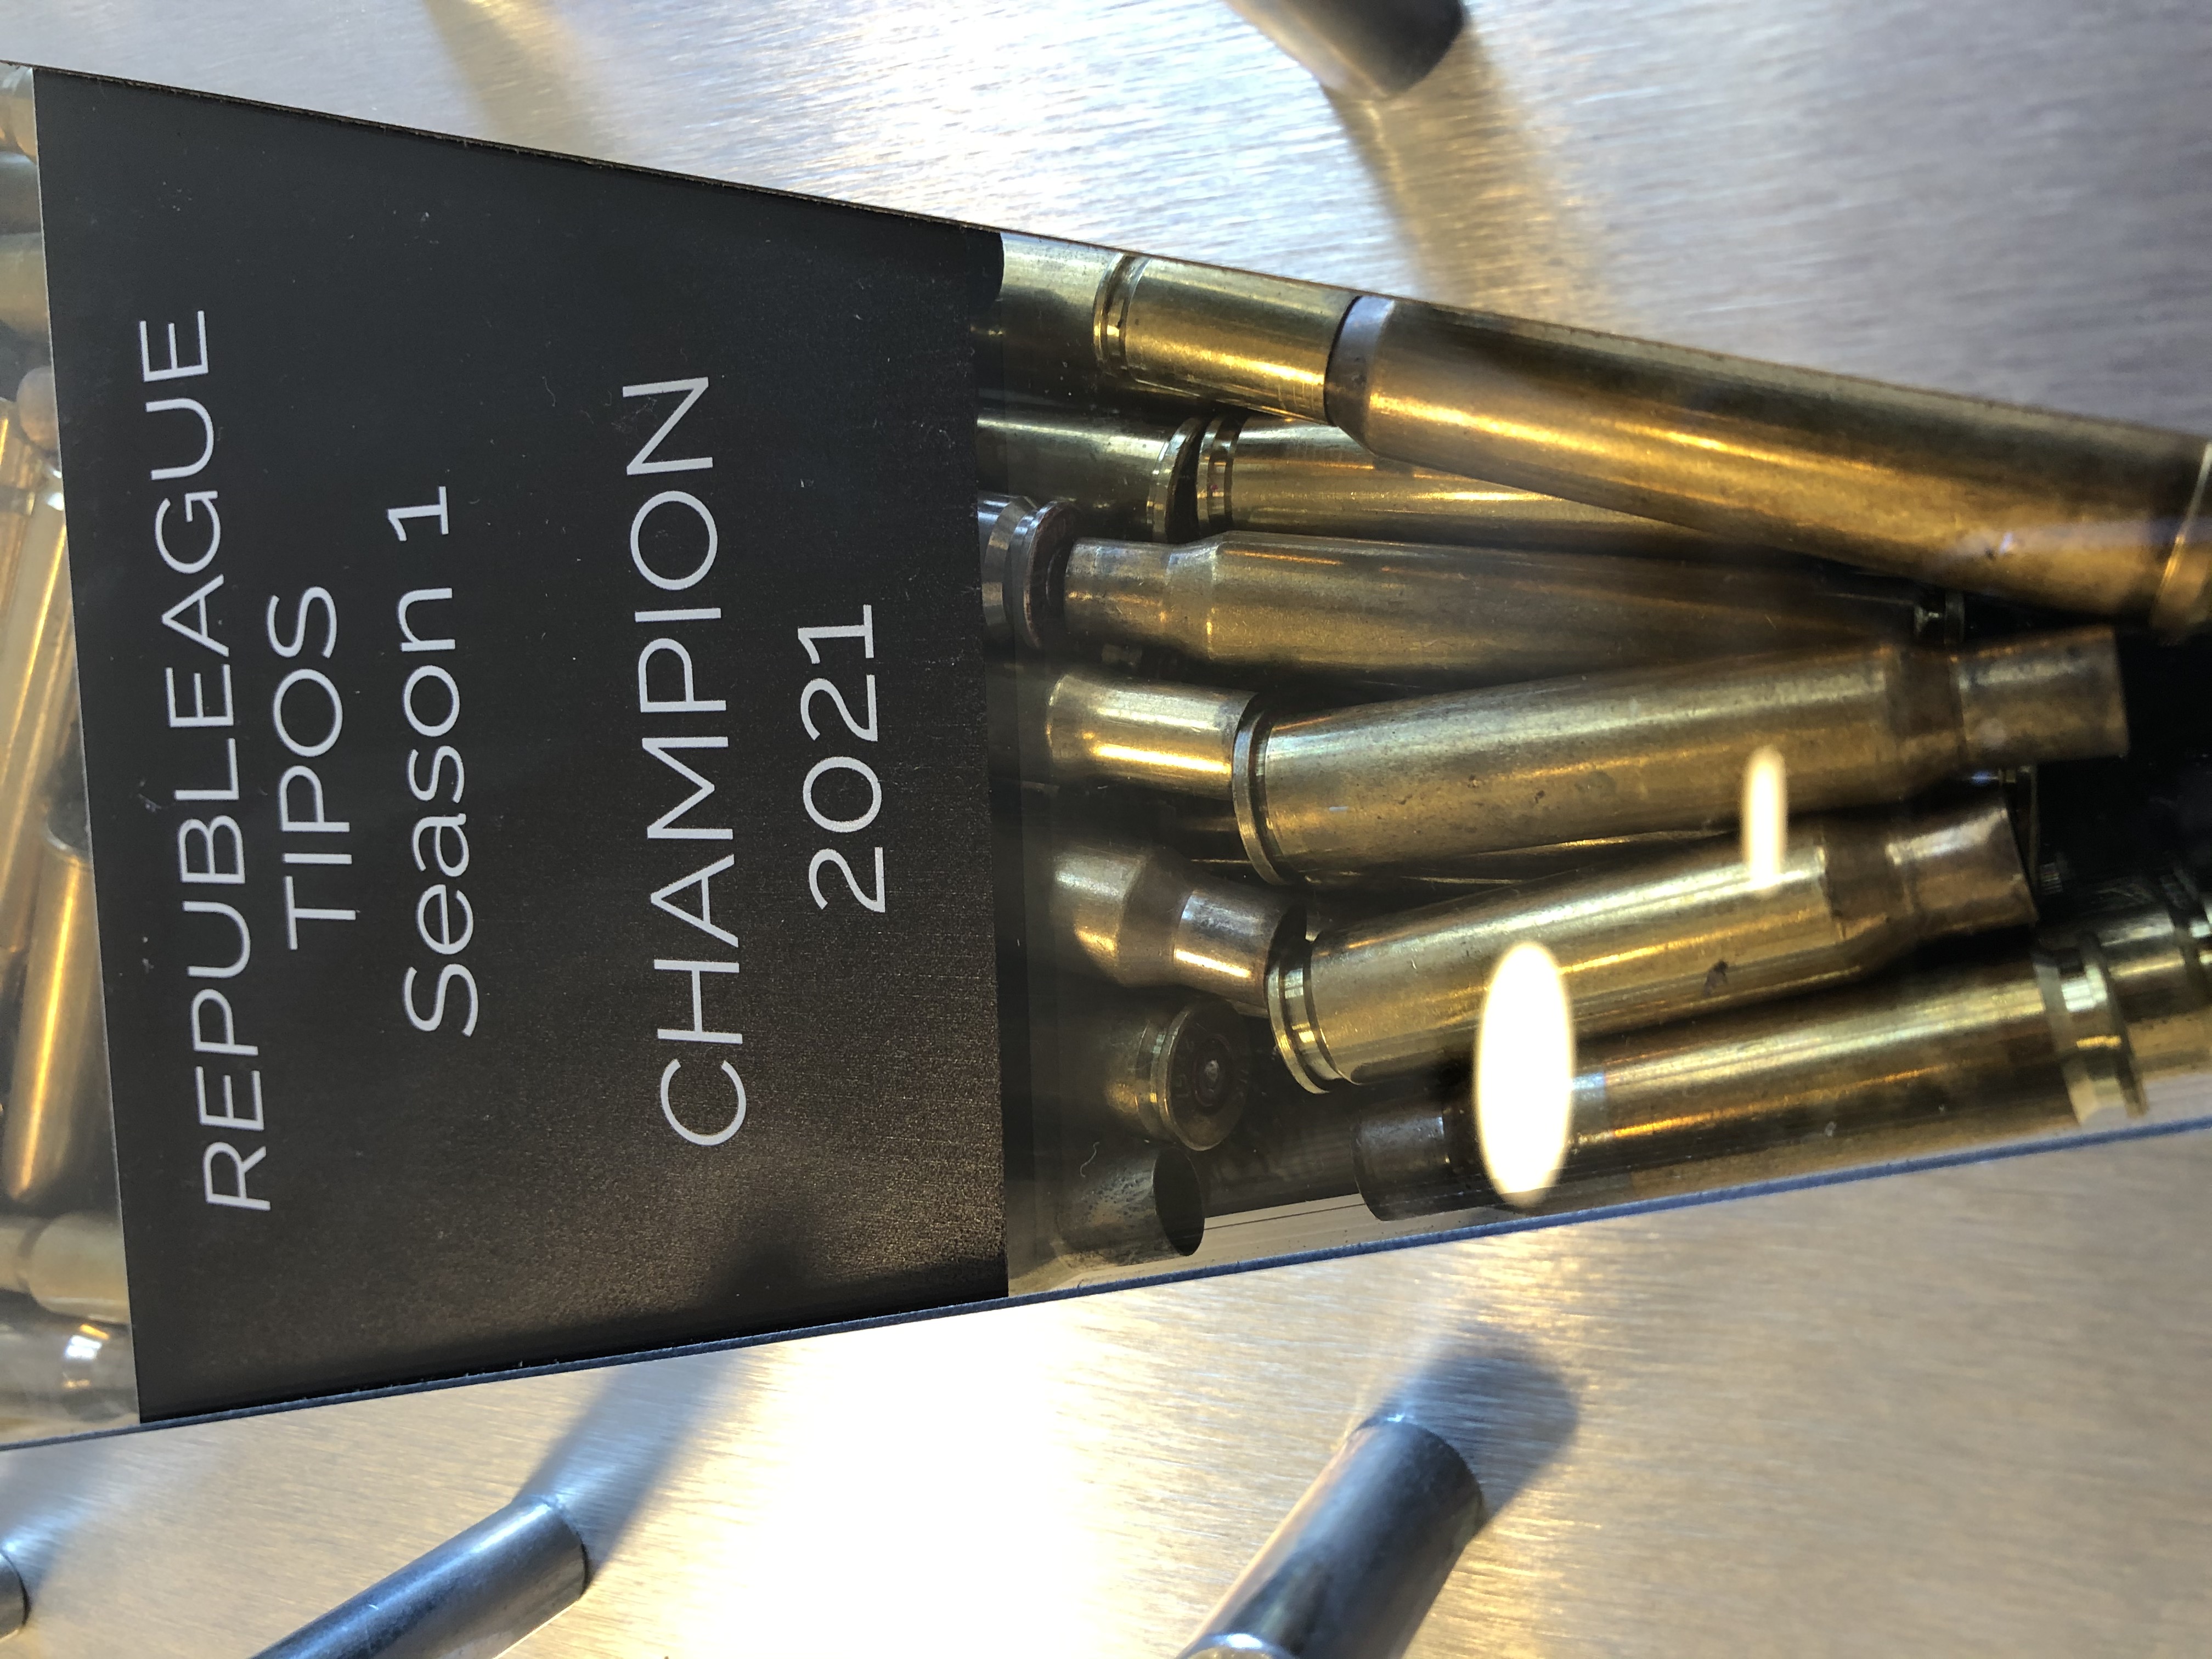 REPUBLEAGUE
TIPOS
Season 1
CHAMPION
2021